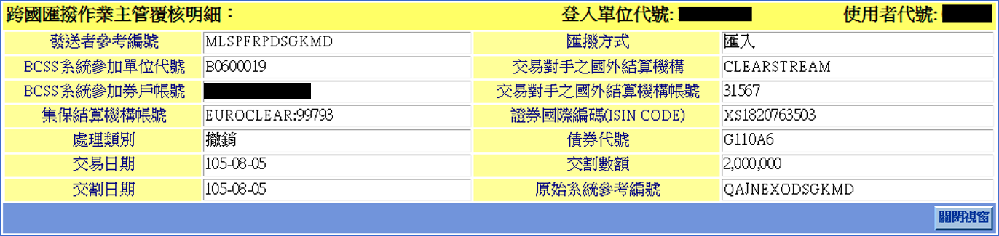 跨國匯撥作業主管覆核明細： 登入單位代號: 使用者代號:
發送者參考編號 MLSPFRPDSGKMD 匯撥方式 匯入
BCSS系統參加單位代號 B0600019 交易對手之國外結算機構 CLEARSTREAM
BCSS系統參加券戶帳號 交易對手之國外結算機構帳號 31567
集保結算機構帳號 EUROCLEAR:99793 證券國際編碼(ISIN CODE) XS1820763503
處理類別 撤銷 債券代號 G110A6
交易日期 105-08-05 交割數額 2,000,000
交割日期 105-08-05 原始系統參考編號 QAJNEXODSGKMD
關閉視窗